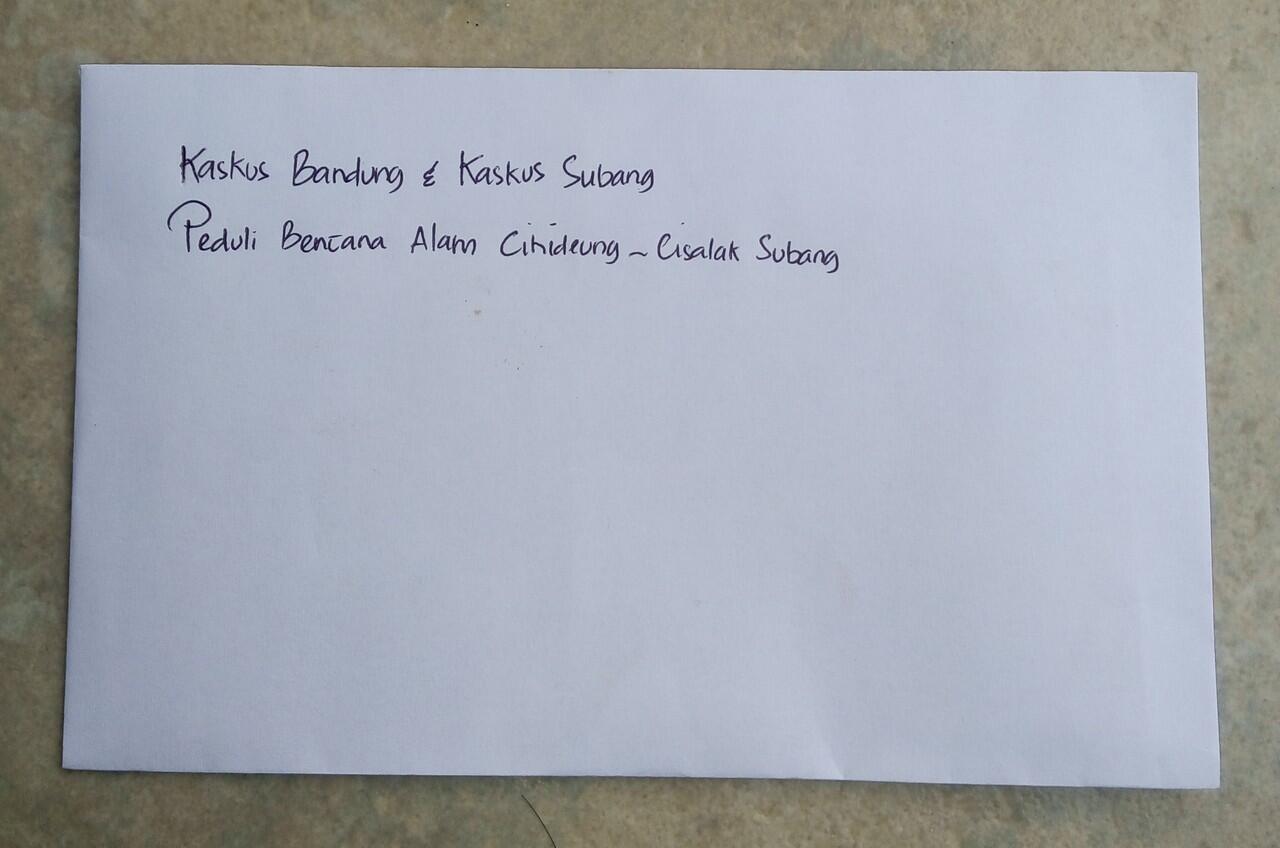 Kaskus Bandung & Kaskus Subang
Peduli Bencana Alam Cihideung ~ Cisalak Subang